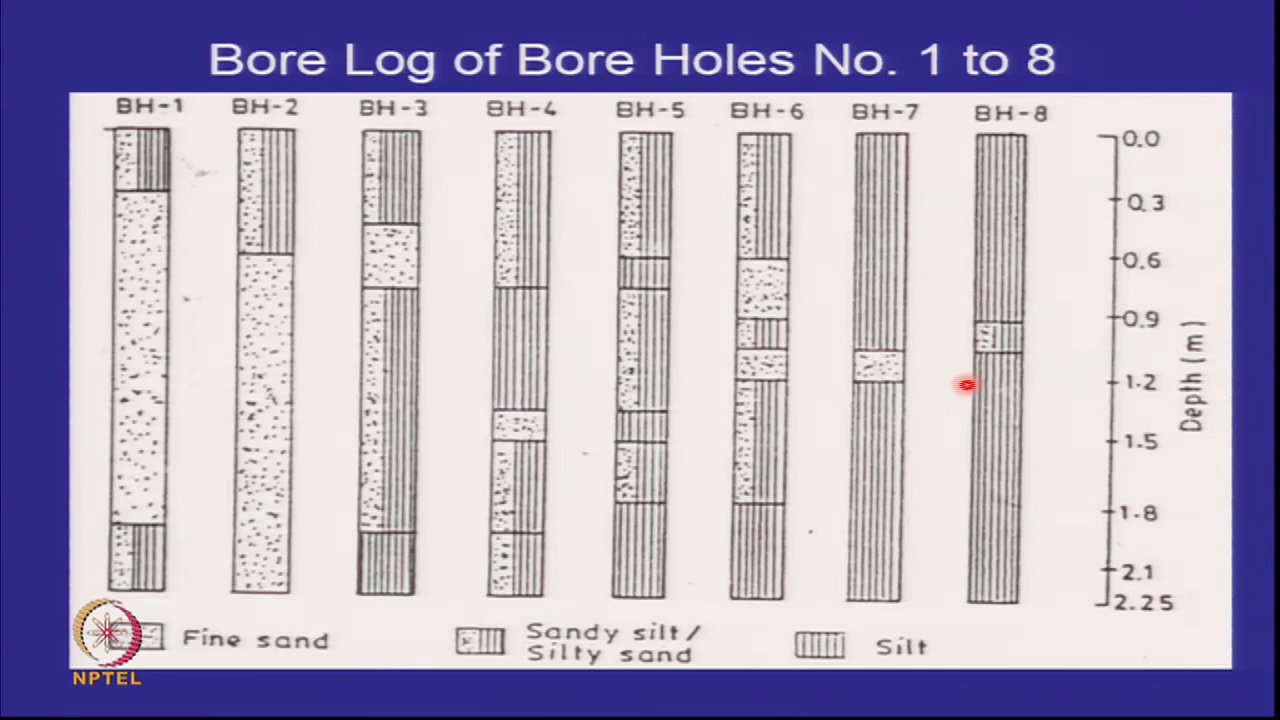 Bore Log of Bore Holes No. 1 to 8
BH-1 BH-2 BH-3 BH-4 BH-5 BH-6 BH-7 BH-8
0.0
0.3
0.6
0.9
1.2
1.5
1.8
2.1
2.25
Depth (m)
Fine sand
Sandy silt/
Silty sand
Silt
NPTEL